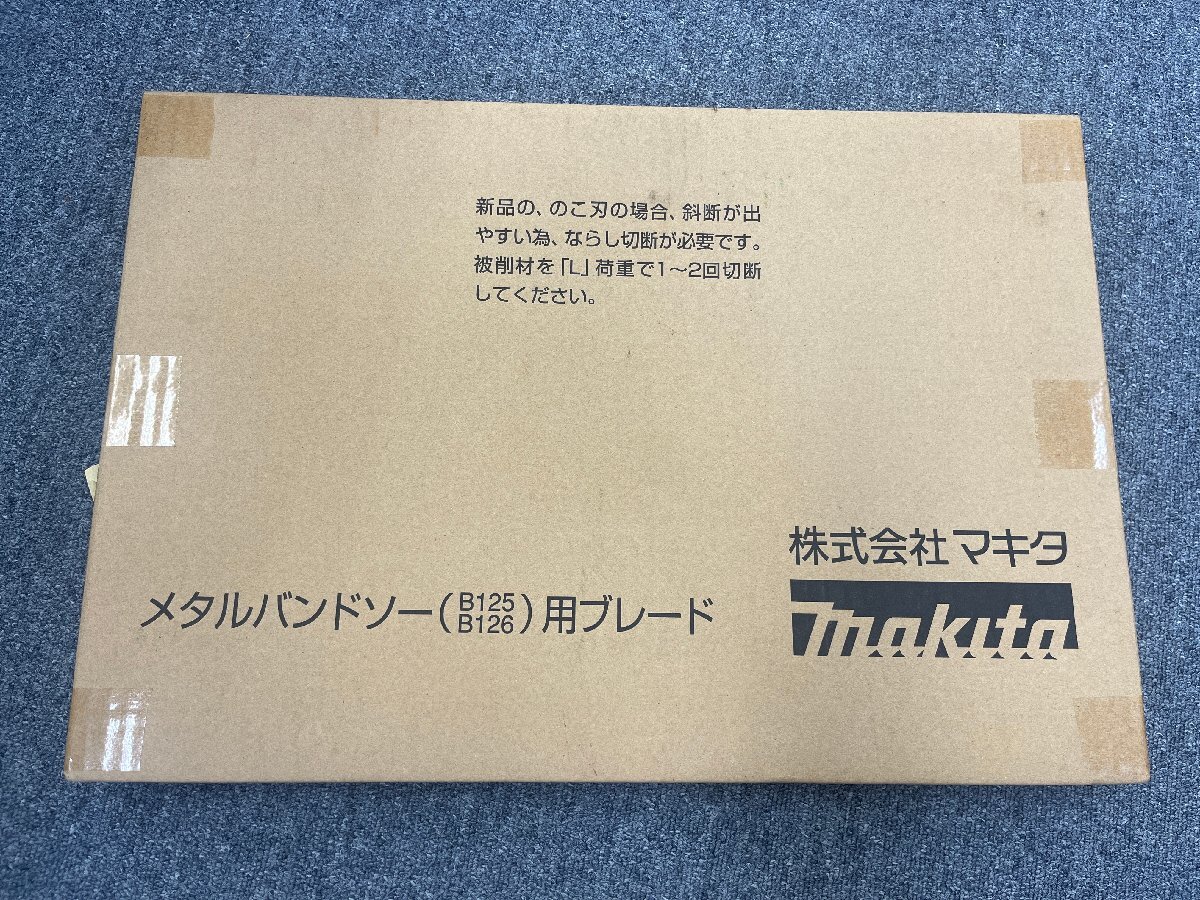 新品の、のこ刃の場合、斜断が出
やすい為、ならし切断が必要です。
被削材を「L」荷重で1〜2回切断
してください。
株式会社マキタ
makita
メタルバンドソー(B125 B126)用ブレード